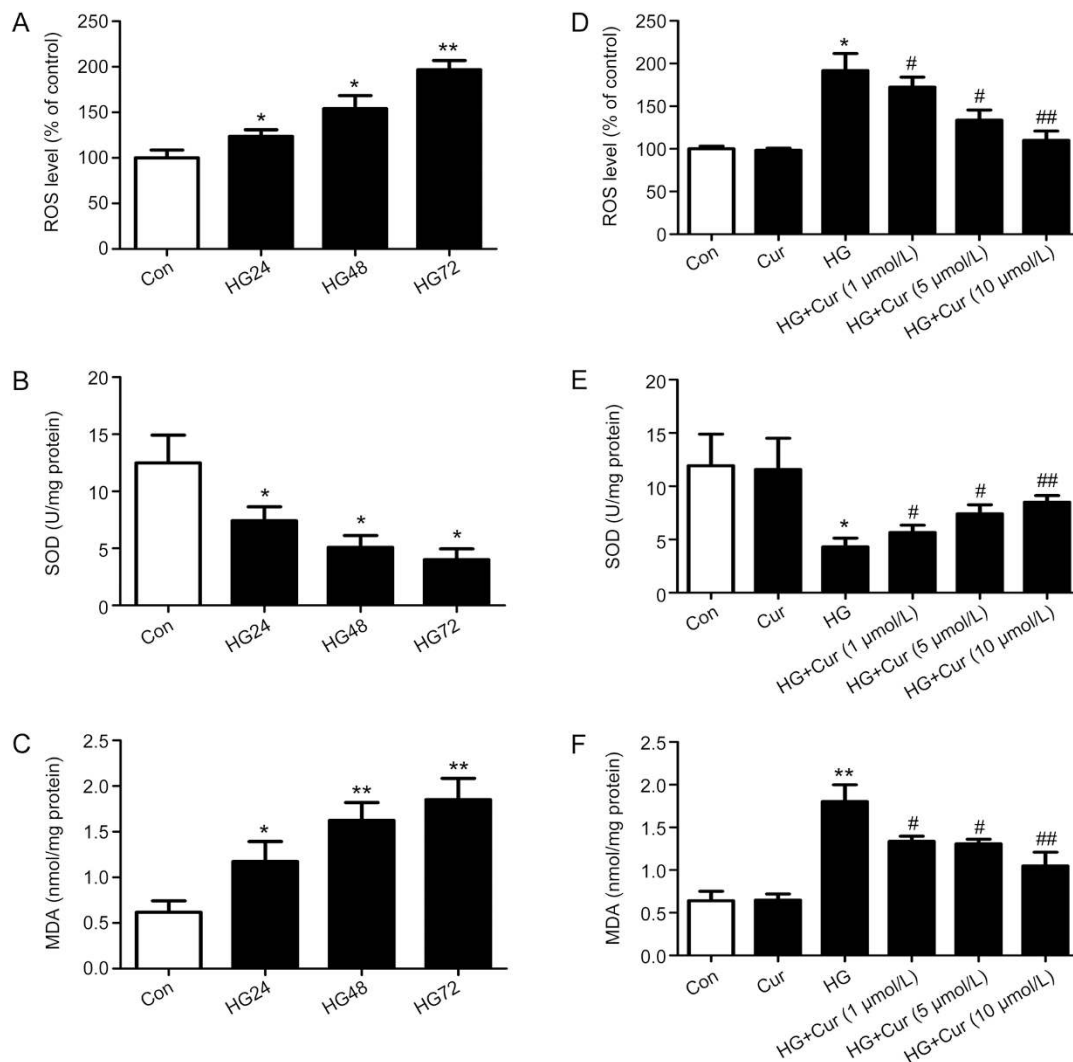 A
ROS level (% of control)
250
200
150
100
50
0
*
*
**
Con
HG24
HG48
HG72
B
SOD (U/mg protein)
20
15
10
5
0
*
*
*
Con
HG24
HG48
HG72
C
MDA (nmol/mg protein)
2.5
2.0
1.5
1.0
0.5
0.0
*
**
**
Con
HG24
HG48
HG72
D
ROS level (% of control)
250
200
150
100
50
0
*
#
#
##
Con
Cur
HG
HG+Cur (1 µmol/L)
HG+Cur (5 µmol/L)
HG+Cur (10 µmol/L)
E
SOD (U/mg protein)
20
15
10
5
0
*
#
#
##
Con
Cur
HG
HG+Cur (1 µmol/L)
HG+Cur (5 µmol/L)
HG+Cur (10 µmol/L)
F
MDA (nmol/mg protein)
2.5
2.0
1.5
1.0
0.5
0.0
**
#
#
##
Con
Cur
HG
HG+Cur (1 µmol/L)
HG+Cur (5 µmol/L)
HG+Cur (10 µmol/L)